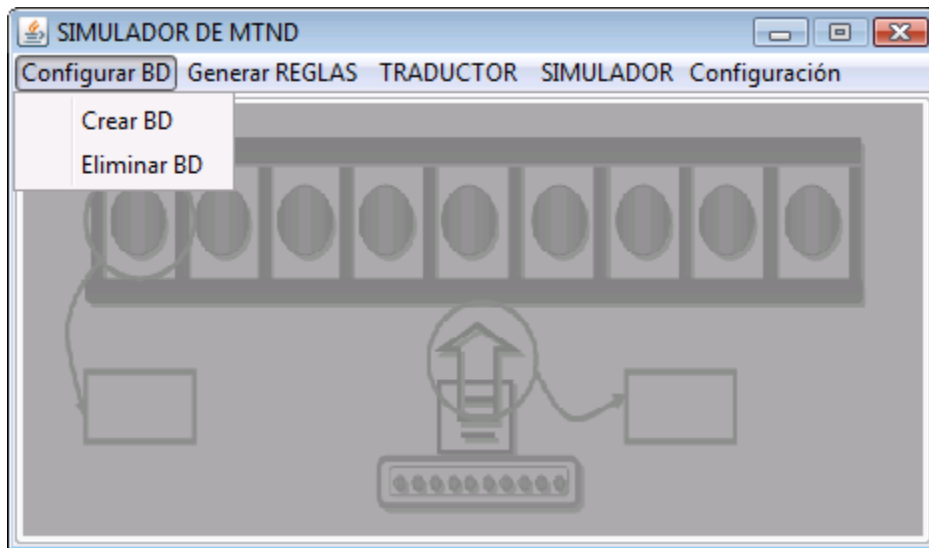 SIMULADOR DE MTND
Configurar BD Generar REGLAS TRADUCTOR SIMULADOR Configuración
Crear BD
Eliminar BD